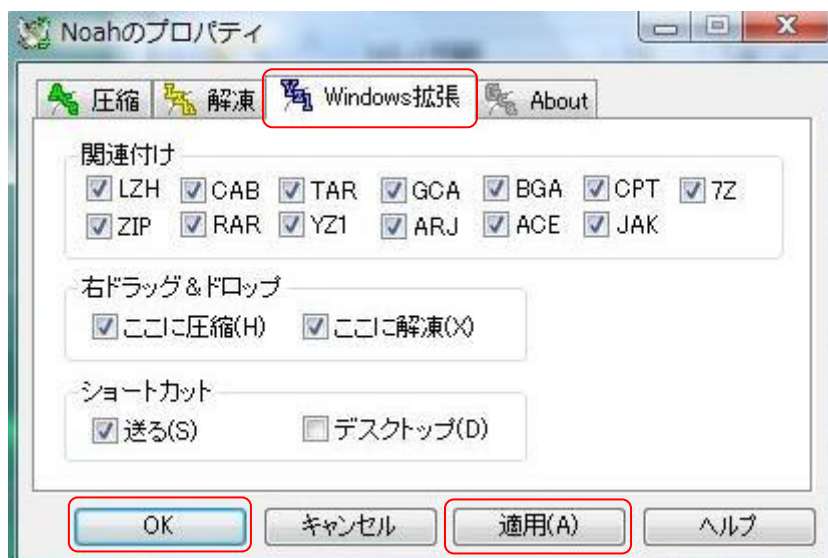 Noahのプロパティ
圧縮 解凍 Windows拡張 About
関連付け
LZH CAB TAR GCA BGA CPT 7Z
ZIP RAR YZ1 ARJ ACE JAK
右ドラッグ&ドロップ
ここに圧縮(H) ここに解凍(X)
ショートカット
送る(S) デスクトップ(D)
OK キャンセル 適用(A) ヘルプ